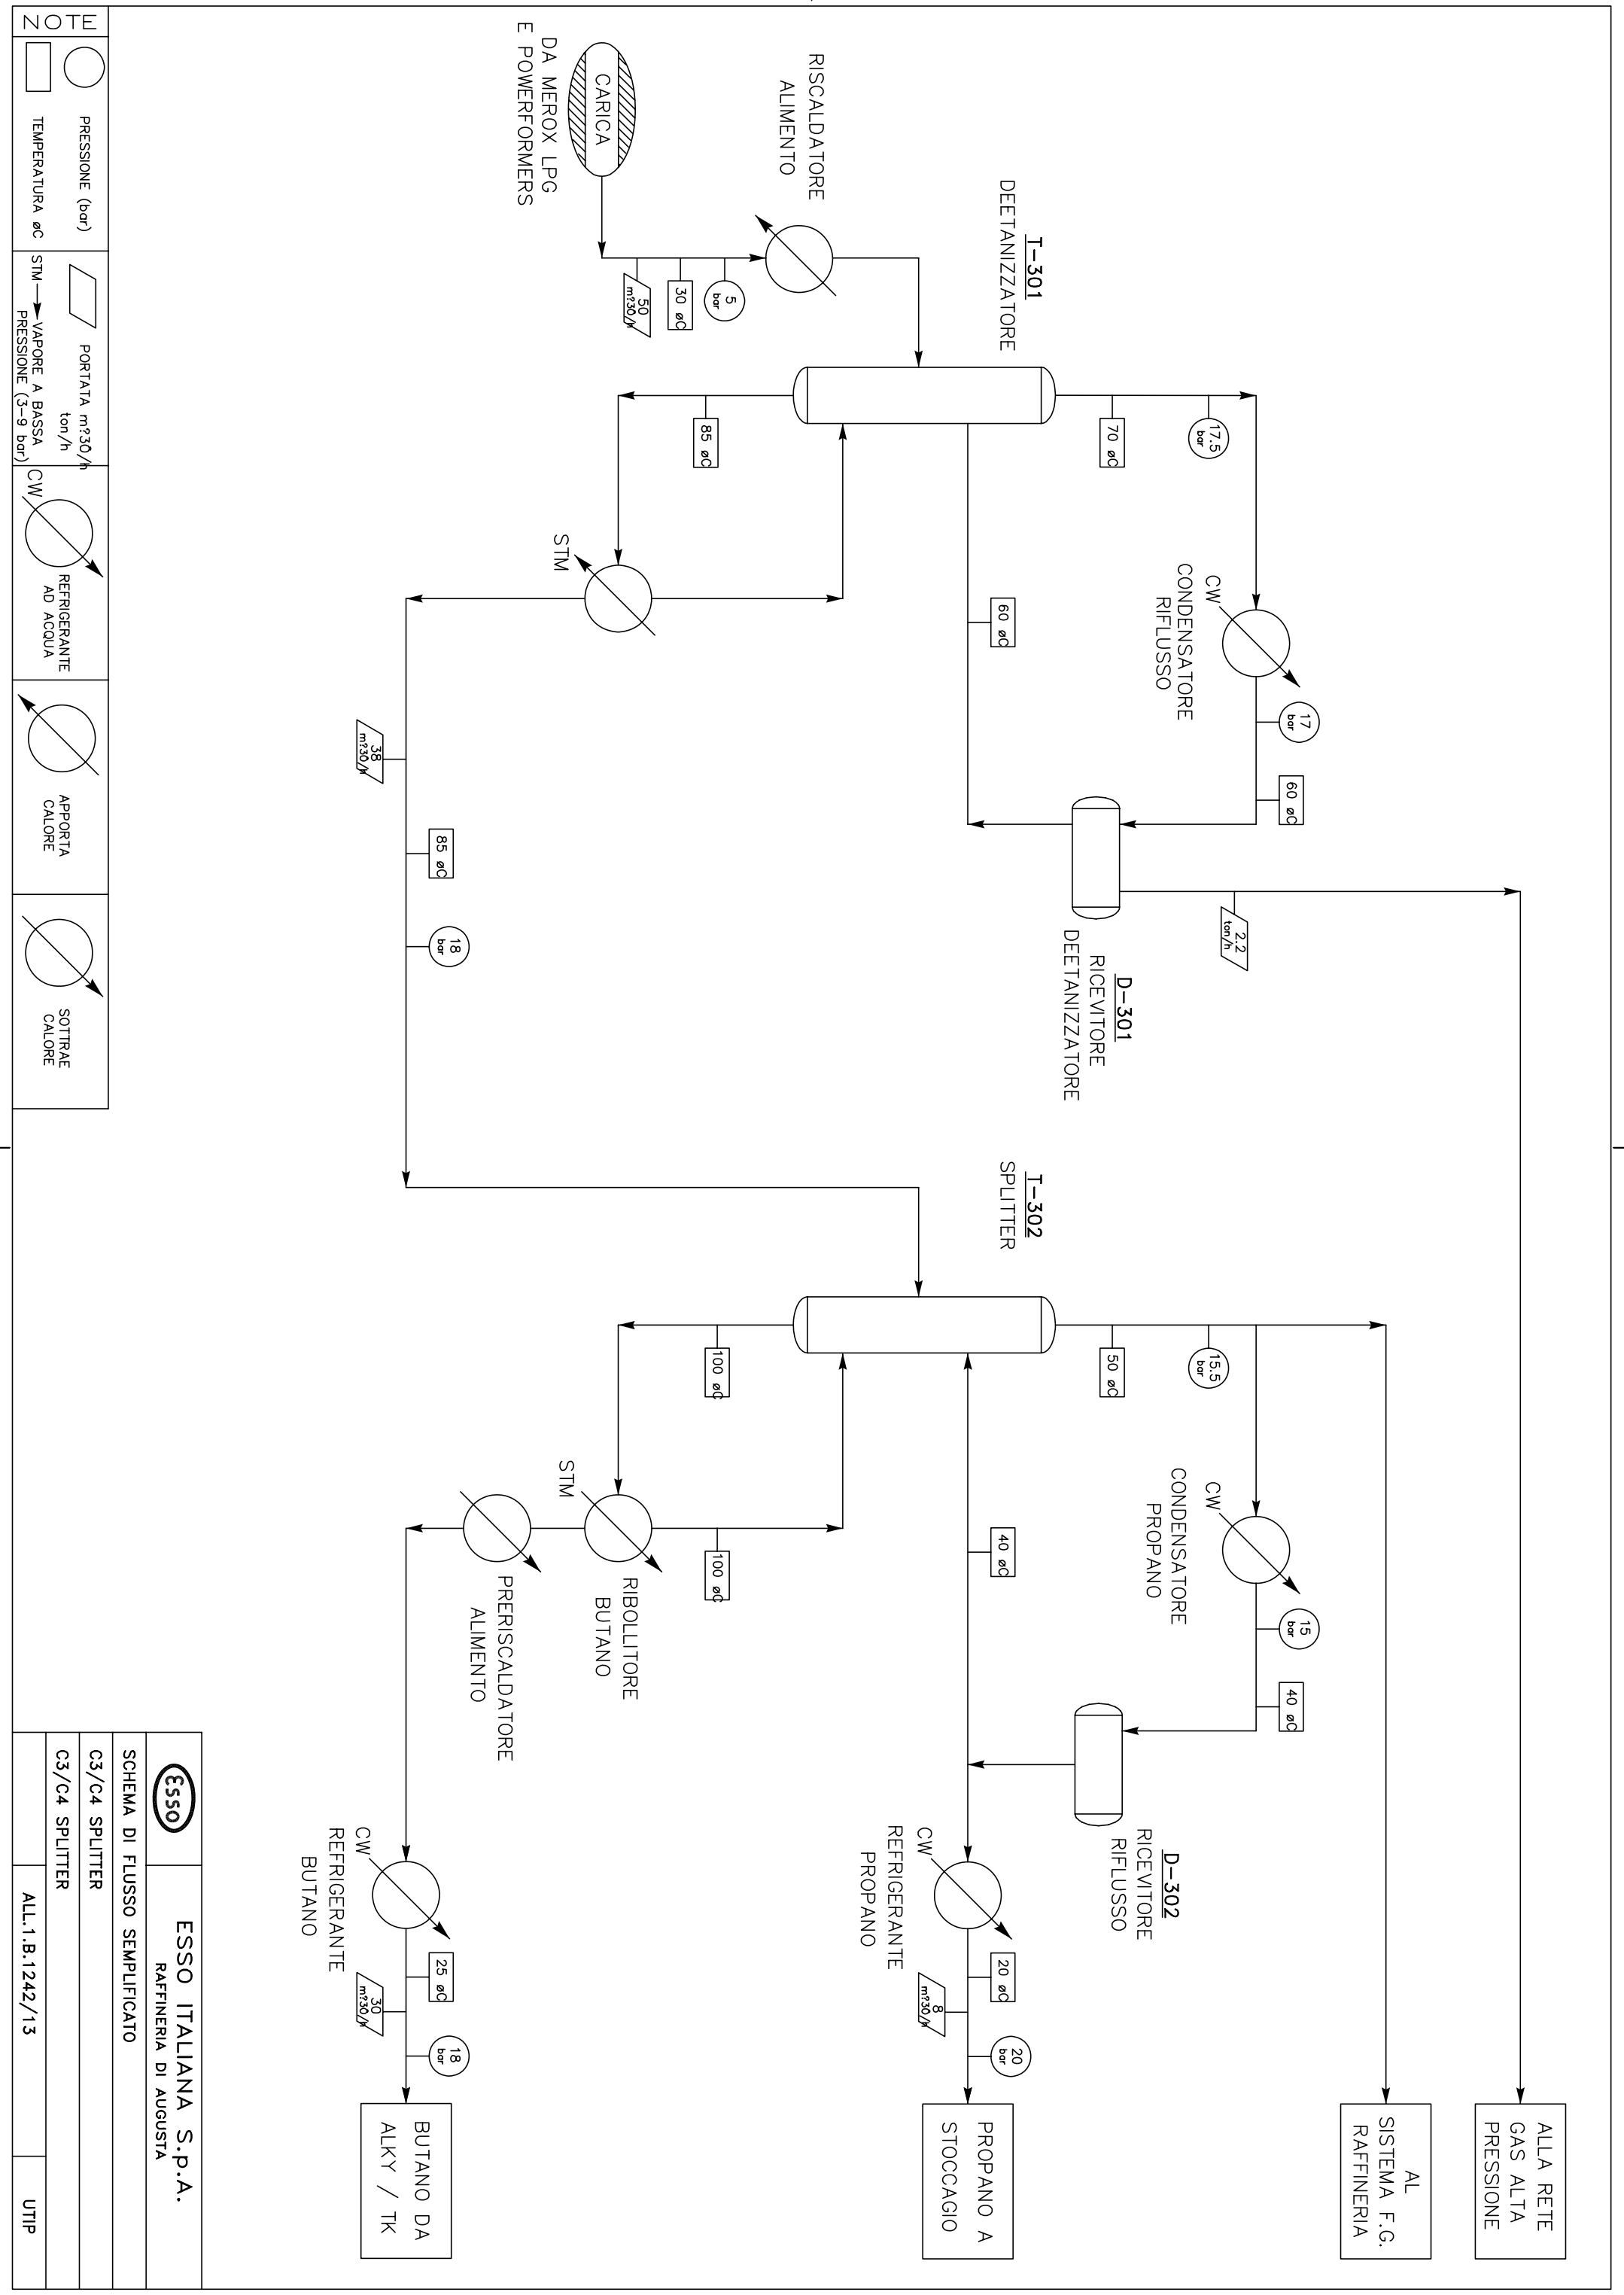 RISCALDATORE
ALIMENTO
CARICA
DA MEROX LPG
E POWERFORMERS
5
bar
30 øC
50
m?30/h
T-301
DEETANIZZATORE
17.5
bar
70 øC
85 øC
CW
CONDENSATORE
RIFLUSSO
17
bar
60 øC
60 øC
STM
D-301
RICEVITORE
DEETANIZZATORE
2.2
ton/h
38
m?30/h
85 øC
18
bar
T-302
SPLITTER
15.5
bar
50 øC
100 øC
CW
CONDENSATORE
PROPANO
15
bar
40 øC
40 øC
STM
100 øC
RIBOLLITORE
BUTANO
PRERISCALDATORE
ALIMENTO
D-302
RICEVITORE
RIFLUSSO
CW
REFRIGERANTE
PROPANO
20 øC
8
m?30/h
20
bar
CW
REFRIGERANTE
BUTANO
25 øC
30
m?30/h
18
bar
ALLA RETE
GAS ALTA
PRESSIONE
AL
SISTEMA F.G.
RAFFINERIA
PROPANO A
STOCCAGIO
BUTANO DA
ALKY / TK
NOTE
PRESSIONE (bar)
TEMPERATURA øC
PORTATA m?30/h
ton/h
STM VAPORE A BASSA
PRESSIONE (3-9 bar)
CW
REFRIGERANTE
AD ACQUA
APPORTA
CALORE
SOTTRAE
CALORE
Esso
ESSO ITALIANA S.p.A.
RAFFINERIA DI AUGUSTA
SCHEMA DI FLUSSO SEMPLIFICATO
C3/C4 SPLITTER
C3/C4 SPLITTER
ALL.1.B.1242/13
UTIP